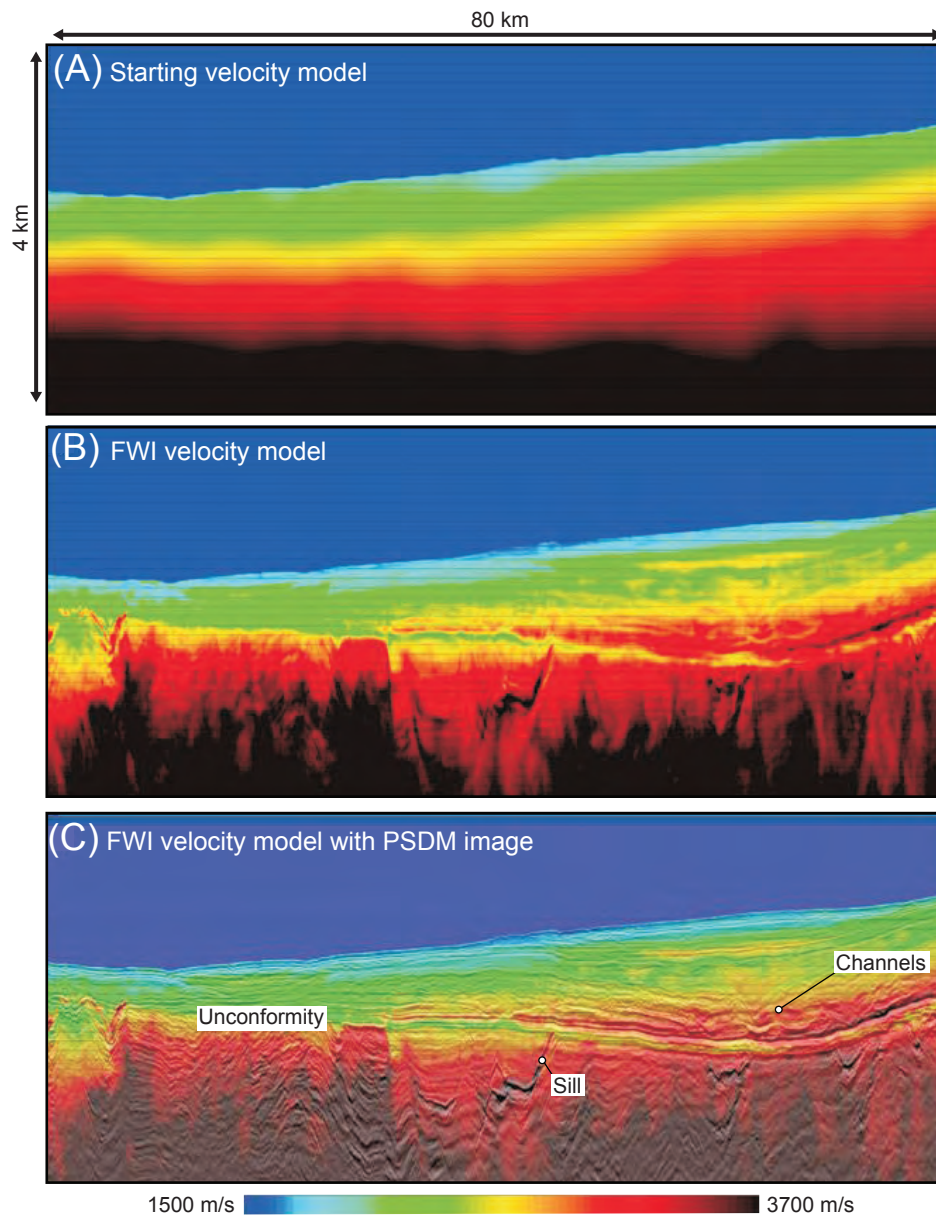 80 km
(A) Starting velocity model
4 km
(B) FWI velocity model
(C) FWI velocity model with PSDM image
Channels
Unconformity
Sill
1500 m/s
3700 m/s